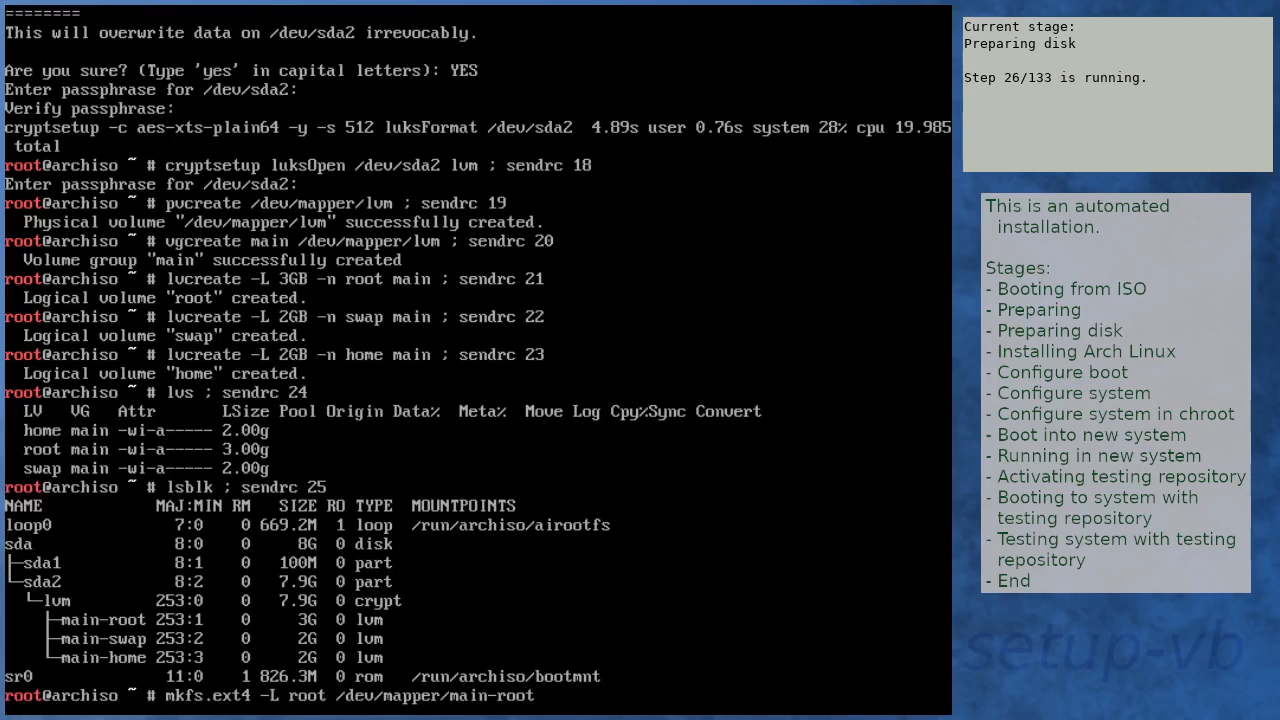 ========
This will overwrite data on /dev/sda2 irrevocably.
Are you sure? (Type 'yes' in capital letters): YES
Enter passphrase for /dev/sda2:
Verify passphrase:
cryptsetup -c aes-xts-plain64 -y -s 512 luksFormat /dev/sda2  4.89s user 0.76s system 28% cpu 19.985
 total
root@archiso ~ # cryptsetup luksOpen /dev/sda2 lvm ; sendrc 18
Enter passphrase for /dev/sda2:
root@archiso ~ # pvcreate /dev/mapper/lvm ; sendrc 19
  Physical volume "/dev/mapper/lvm" successfully created.
root@archiso ~ # vgcreate main /dev/mapper/lvm ; sendrc 20
  Volume group "main" successfully created
root@archiso ~ # lvcreate -L 3GB -n root main ; sendrc 21
  Logical volume "root" created.
root@archiso ~ # lvcreate -L 2GB -n swap main ; sendrc 22
  Logical volume "swap" created.
root@archiso ~ # lvcreate -L 2GB -n home main ; sendrc 23
  Logical volume "home" created.
root@archiso ~ # lvs ; sendrc 24
  LV   VG   Attr       LSize Pool Origin Data%  Meta%  Move Log Cpy%Sync Convert
  home main -wi-a----- 2.00g
  root main -wi-a----- 3.00g
  swap main -wi-a----- 2.00g
root@archiso ~ # lsblk ; sendrc 25
NAME            MAJ:MIN RM   SIZE RO TYPE  MOUNTPOINTS
loop0             7:0    0 669.2M  1 loop  /run/archiso/airootfs
sda               8:0    0     8G  0 disk
├─sda1            8:1    0   100M  0 part
└─sda2            8:2    0   7.9G  0 part
  └─lvm         253:0    0   7.9G  0 crypt
    ├─main-root 253:1    0     3G  0 lvm
    ├─main-swap 253:2    0     2G  0 lvm
    └─main-home 253:3    0     2G  0 lvm
sr0              11:0    1 826.3M  0 rom   /run/archiso/bootmnt
root@archiso ~ # mkfs.ext4 -L root /dev/mapper/main-root
Current stage:
Preparing disk
Step 26/133 is running.
This is an automated
installation.
Stages:
- Booting from ISO
- Preparing
- Preparing disk
- Installing Arch Linux
- Configure boot
- Configure system
- Configure system in chroot
- Boot into new system
- Running in new system
- Activating testing repository
- Booting to system with
testing repository
- Testing system with testing
repository
- End
-setup-vb